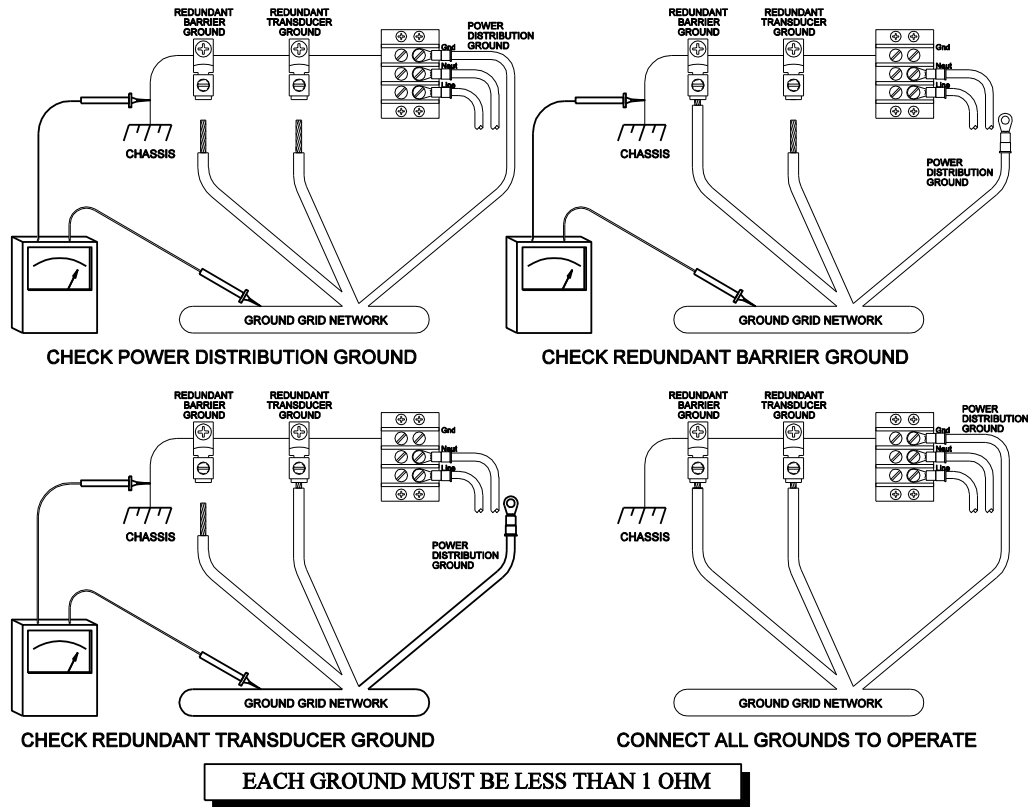 REDUNDANT
BARRIER
GROUND
REDUNDANT
TRANSDUCER
GROUND
POWER
DISTRIBUTION
GROUND
Gnd
Neut
Line
CHASSIS
GROUND GRID NETWORK
CHECK POWER DISTRIBUTION GROUND
REDUNDANT
BARRIER
GROUND
REDUNDANT
TRANSDUCER
GROUND
Gnd
Neut
Line
CHASSIS
POWER
DISTRIBUTION
GROUND
GROUND GRID NETWORK
CHECK REDUNDANT BARRIER GROUND
REDUNDANT
BARRIER
GROUND
REDUNDANT
TRANSDUCER
GROUND
Gnd
Neut
Line
CHASSIS
POWER
DISTRIBUTION
GROUND
GROUND GRID NETWORK
CHECK REDUNDANT TRANSDUCER GROUND
REDUNDANT
BARRIER
GROUND
REDUNDANT
TRANSDUCER
GROUND
POWER
DISTRIBUTION
GROUND
Gnd
Neut
Line
CHASSIS
GROUND GRID NETWORK
CONNECT ALL GROUNDS TO OPERATE
EACH GROUND MUST BE LESS THAN 1 OHM